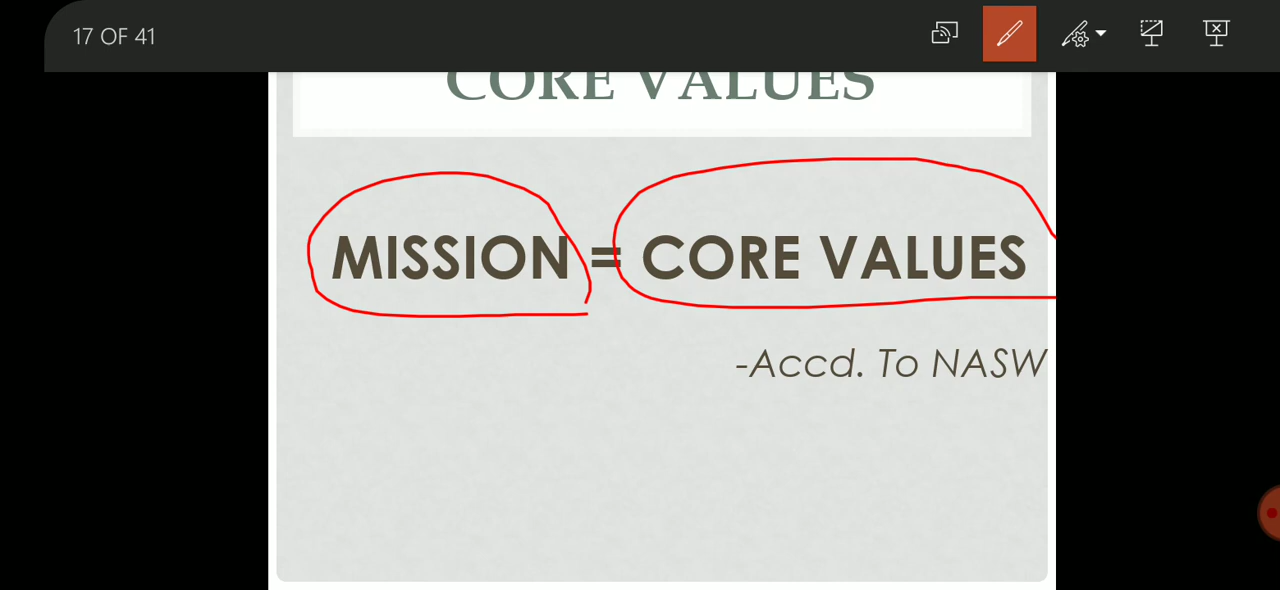 17 OF 41
CORE VALUES
MISSION = CORE VALUES
-Accd. To NASW